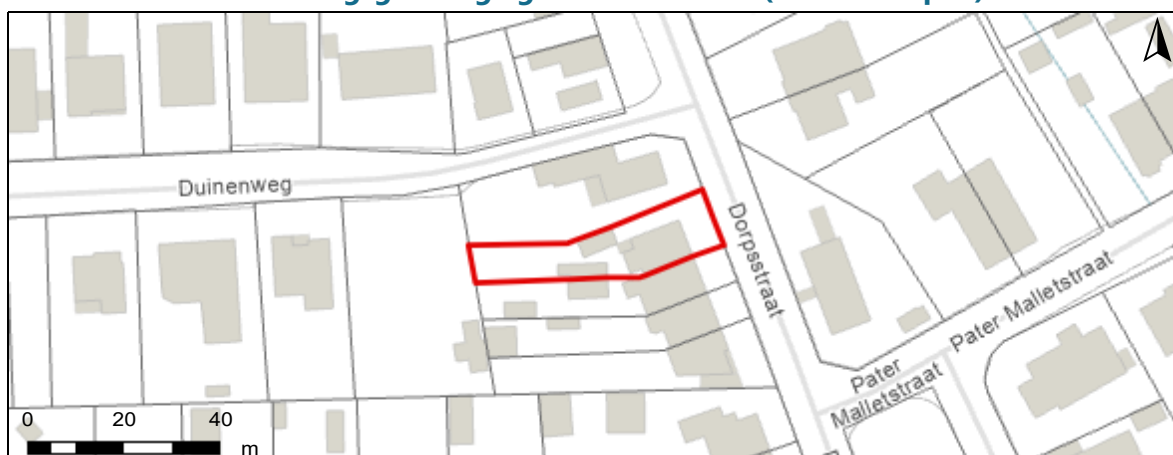 Duinenweg
Dorpsstraat
Pater Malletstraat
Pater
Malletstraat
0 20 40
m